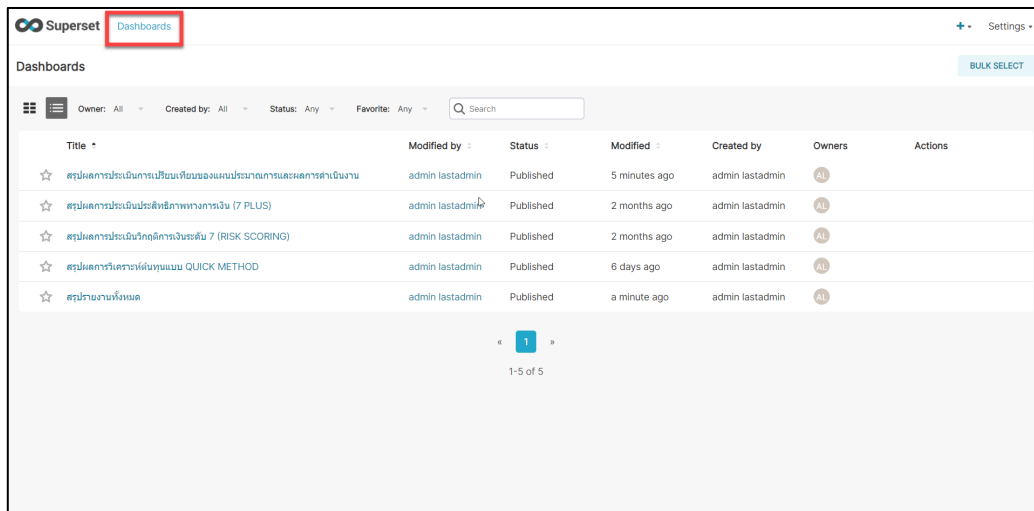 Superset Dashboards + Settings
Dashboards BULK SELECT
Owner: All Created by: All Status: Any Favorite: Any Search
Title Modified by Status Modified Created by Owners Actions
สรุปผลการประเมินการเปรียบเทียบของแผนประมาณการและผลการดำเนินงาน admin lastadmin Published 5 minutes ago admin lastadmin AL
สรุปผลการประเมินประสิทธิภาพทางการเงิน (7 PLUS) admin lastadmin Published 2 months ago admin lastadmin AL
สรุปผลการประเมินวิกฤติการเงินระดับ 7 (RISK SCORING) admin lastadmin Published 2 months ago admin lastadmin AL
สรุปผลการวิเคราะห์ต้นทุนแบบ QUICK METHOD admin lastadmin Published 6 days ago admin lastadmin AL
สรุปรายงานทั้งหมด admin lastadmin Published a minute ago admin lastadmin AL
« 1 »
1-5 of 5